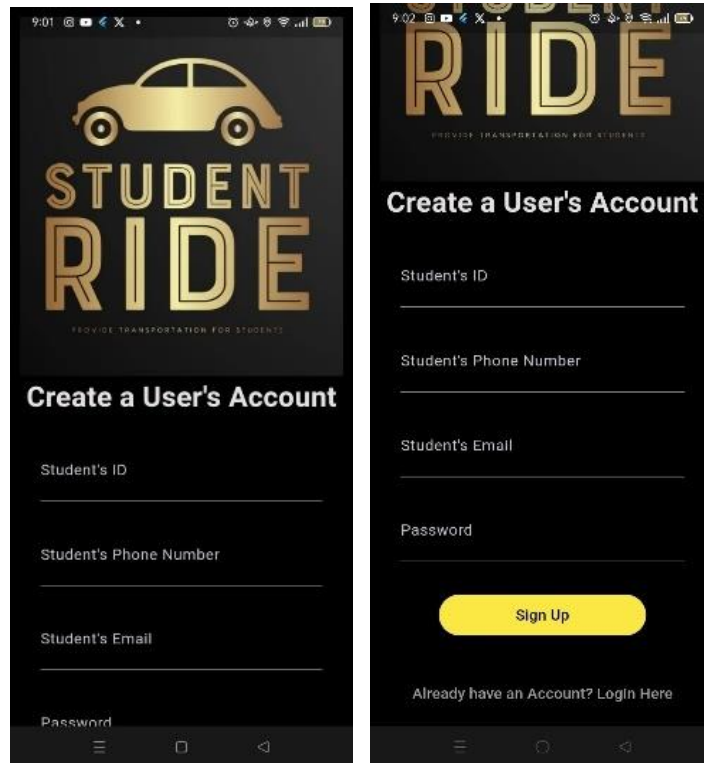 9:01
STUDENT
RIDE
PROVIDE TRANSPORTATION FOR STUDENTS
Create a User's Account
Student's ID
Student's Phone Number
Student's Email
Password
9:02
RIDE
PROVIDE TRANSPORTATION FOR STUDENTS
Create a User's Account
Student's ID
Student's Phone Number
Student's Email
Password
Sign Up
Already have an Account? Login Here